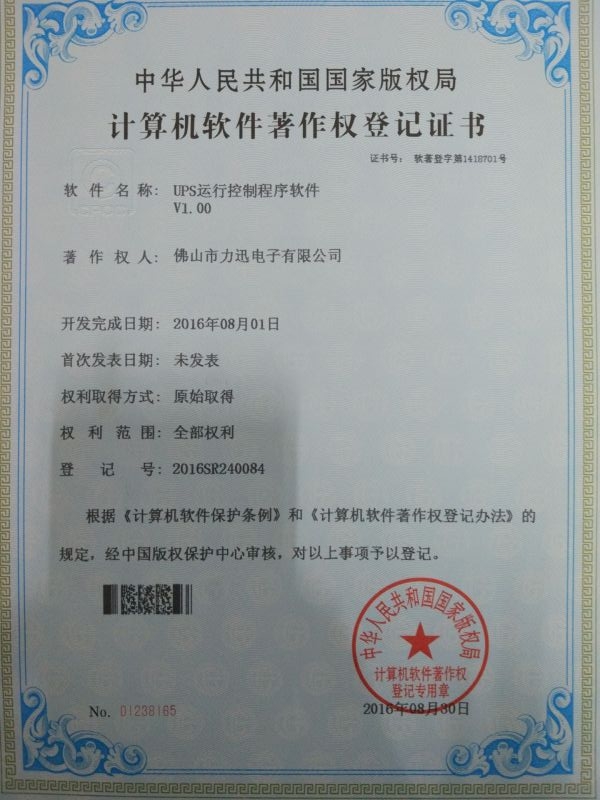 中华人民共和国国家版权局
计算机软件著作权登记证书
证书号： 软著登字第1418701号
软件名称： UPS运行控制程序软件
V1.00
著作权人： 佛山市力迅电子有限公司
开发完成日期： 2016年08月01日
首次发表日期： 未发表
权利取得方式： 原始取得
权利范围： 全部权利
登记号： 2016SR240084
根据《计算机软件保护条例》和《计算机软件著作权登记办法》的
规定，经中国版权保护中心审核，对以上事项予以登记。
中华人民共和国国家版权局
计算机软件著作权
登记专用章
No. 01238165
2016年08月30日